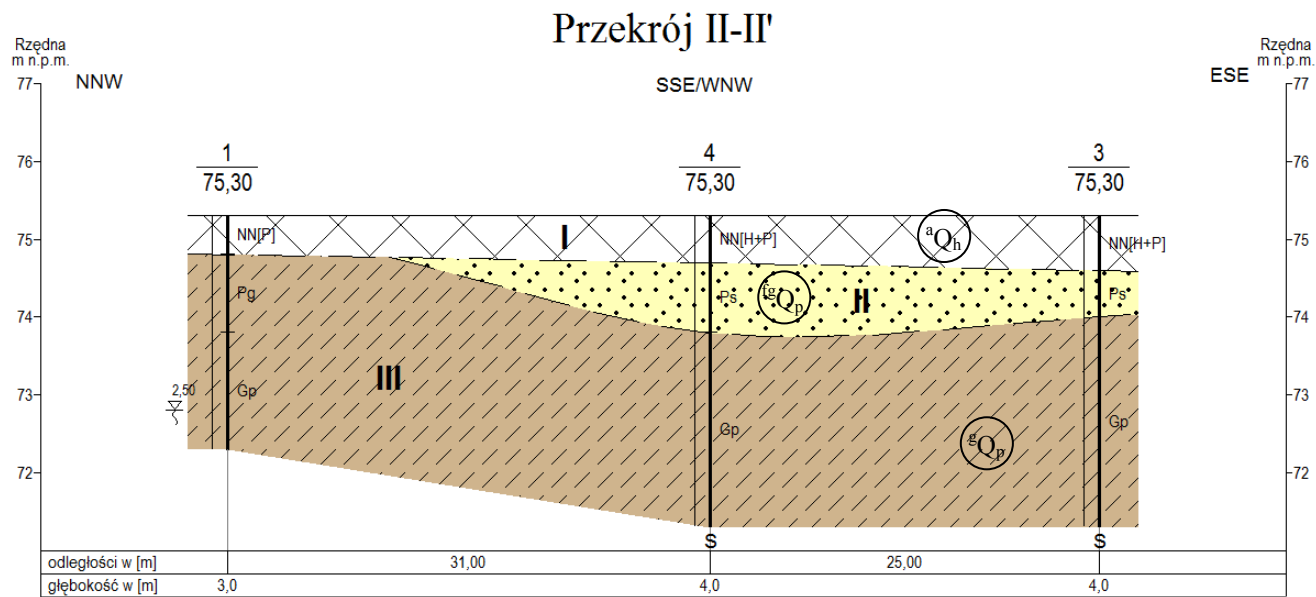 Przekrój II-II'
Rzędna
m n.p.m.
Rzędna
m n.p.m.
NNW
SSE/WNW
ESE
77
77
76
76
1
4
3
75,30
75,30
75,30
75
NN[P]
I
NN[H+P]
aQh
NN[H+P]
75
Pg
Ps
fgQp
II
Ps
74
74
III
2,50
73
Gp
73
Gp
gQp
Gp
72
72
S
S
odległości w [m]
31,00
25,00
głębokość w [m]
3,0
4,0
4,0